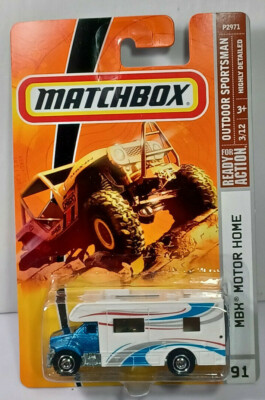 MATCHBOX
P2971
OUTDOOR SPORTSMAN
HIGHLY DETAILED
READY FOR ACTION
3/12
3+
MBX® MOTOR HOME
91